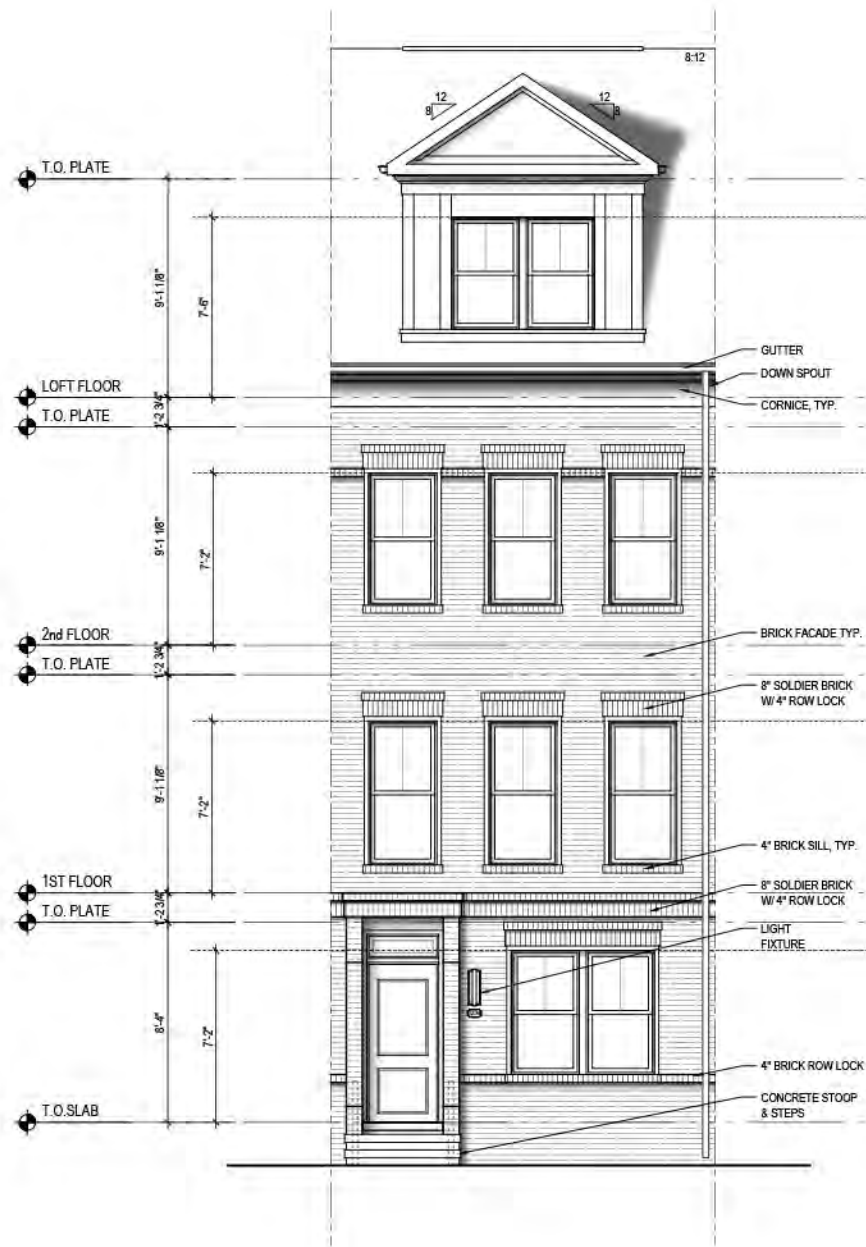 8:12
12
8
12
8
T.O. PLATE
9'-1 1/8"
7'-6"
GUTTER
DOWN SPOUT
LOFT FLOOR
1'-2 3/4"
CORNICE, TYP.
T.O. PLATE
9'-1 1/8"
7'-2"
2nd FLOOR
1'-2 3/4"
BRICK FACADE TYP.
T.O. PLATE
8" SOLDIER BRICK
W/ 4" ROW LOCK
9'-1 1/8"
7'-2"
4" BRICK SILL, TYP.
1ST FLOOR
1'-2 3/4"
8" SOLDIER BRICK
W/ 4" ROW LOCK
T.O. PLATE
LIGHT
FIXTURE
8'-4"
7'-2"
4" BRICK ROW LOCK
CONCRETE STOOP
& STEPS
T.O.SLAB